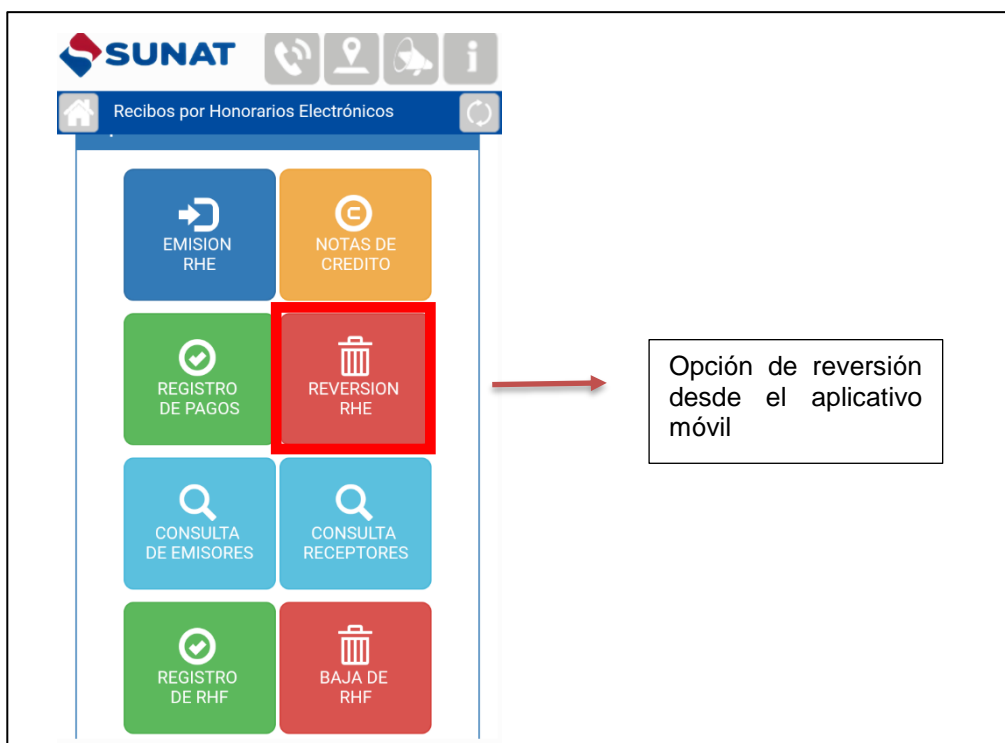 SUNAT
Recibos por Honorarios Electrónicos
EMISION
RHE
NOTAS DE
CREDITO
REGISTRO
DE PAGOS
REVERSION
RHE
Opción de reversión
desde el aplicativo
móvil
CONSULTA
DE EMISORES
CONSULTA
RECEPTORES
REGISTRO
DE RHF
BAJA DE
RHF